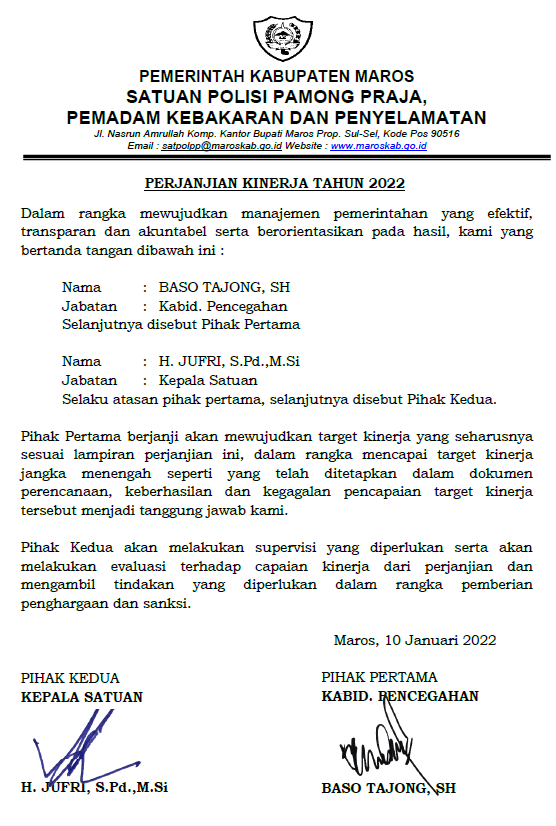 PEMERINTAH KABUPATEN MAROS
SATUAN POLISI PAMONG PRAJA,
PEMADAM KEBAKARAN DAN PENYELAMATAN
Jl. Nasrun Amrullah Komp. Kantor Bupati Maros Prop. Sul-Sel, Kode Pos 90516
Email : satpolpp@maroskab.go.id Website : www.maroskab.go.id
PERJANJIAN KINERJA TAHUN 2022
Dalam rangka mewujudkan manajemen pemerintahan yang efektif,
transparan dan akuntabel serta berorientasikan pada hasil, kami yang
bertanda tangan dibawah ini :
Nama : BASO TAJONG, SH
Jabatan : Kabid. Pencegahan
Selanjutnya disebut Pihak Pertama
Nama : H. JUFRI, S.Pd.,M.Si
Jabatan : Kepala Satuan
Selaku atasan pihak pertama, selanjutnya disebut Pihak Kedua.
Pihak Pertama berjanji akan mewujudkan target kinerja yang seharusnya
sesuai lampiran perjanjian ini, dalam rangka mencapai target kinerja
jangka menengah seperti yang telah ditetapkan dalam dokumen
perencanaan, keberhasilan dan kegagalan pencapaian target kinerja
tersebut menjadi tanggung jawab kami.
Pihak Kedua akan melakukan supervisi yang diperlukan serta akan
melakukan evaluasi terhadap capaian kinerja dari perjanjian dan
mengambil tindakan yang diperlukan dalam rangka pemberian
penghargaan dan sanksi.
Maros, 10 Januari 2022
PIHAK KEDUA
KEPALA SATUAN
H. JUFRI, S.Pd.,M.Si
PIHAK PERTAMA
KABID. PENCEGAHAN
BASO TAJONG, SH